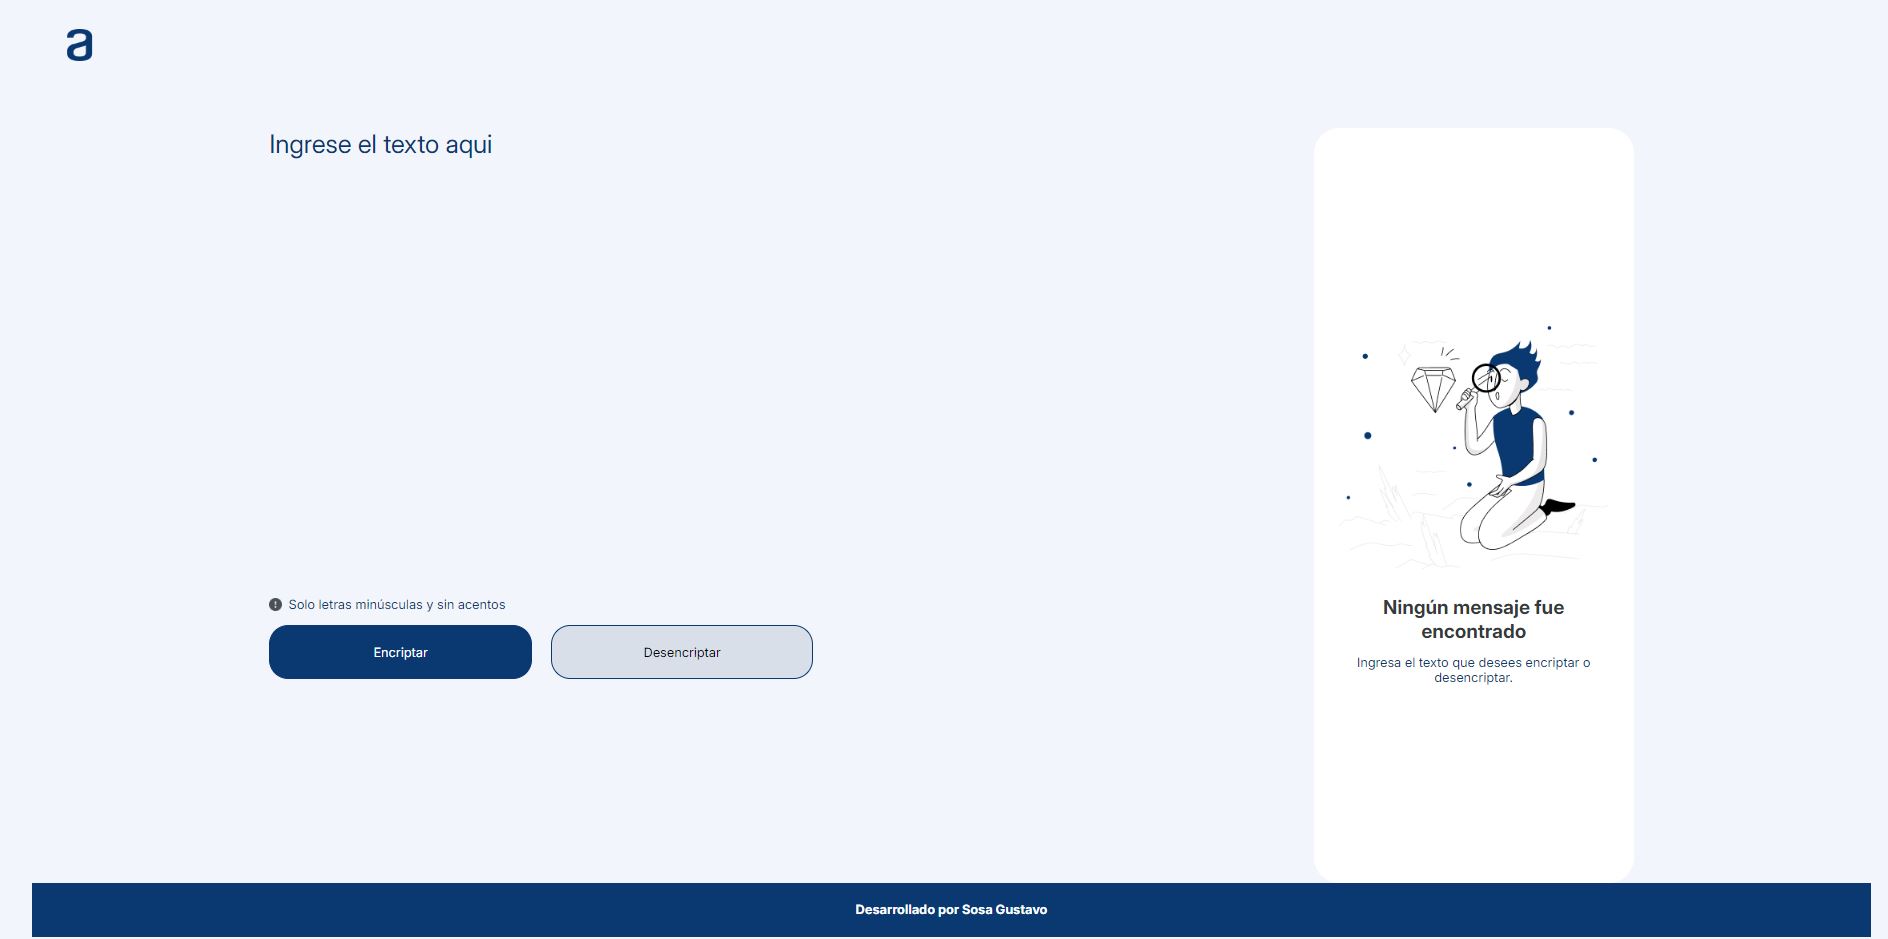 a
Ingrese el texto aqui
Solo letras minúsculas y sin acentos
Encriptar
Desencriptar
Ningún mensaje fue
encontrado
Ingresa el texto que desees encriptar o
desencriptar.
Desarrollado por Sosa Gustavo